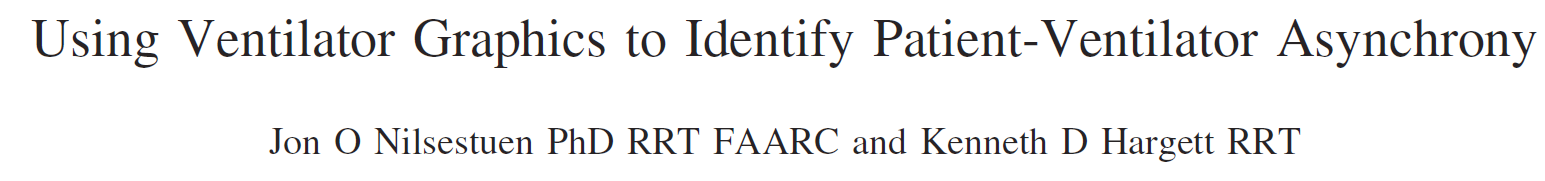 Using Ventilator Graphics to Identify Patient-Ventilator Asynchrony
Jon O Nilsestuen PhD RRT FAARC and Kenneth D Hargett RRT